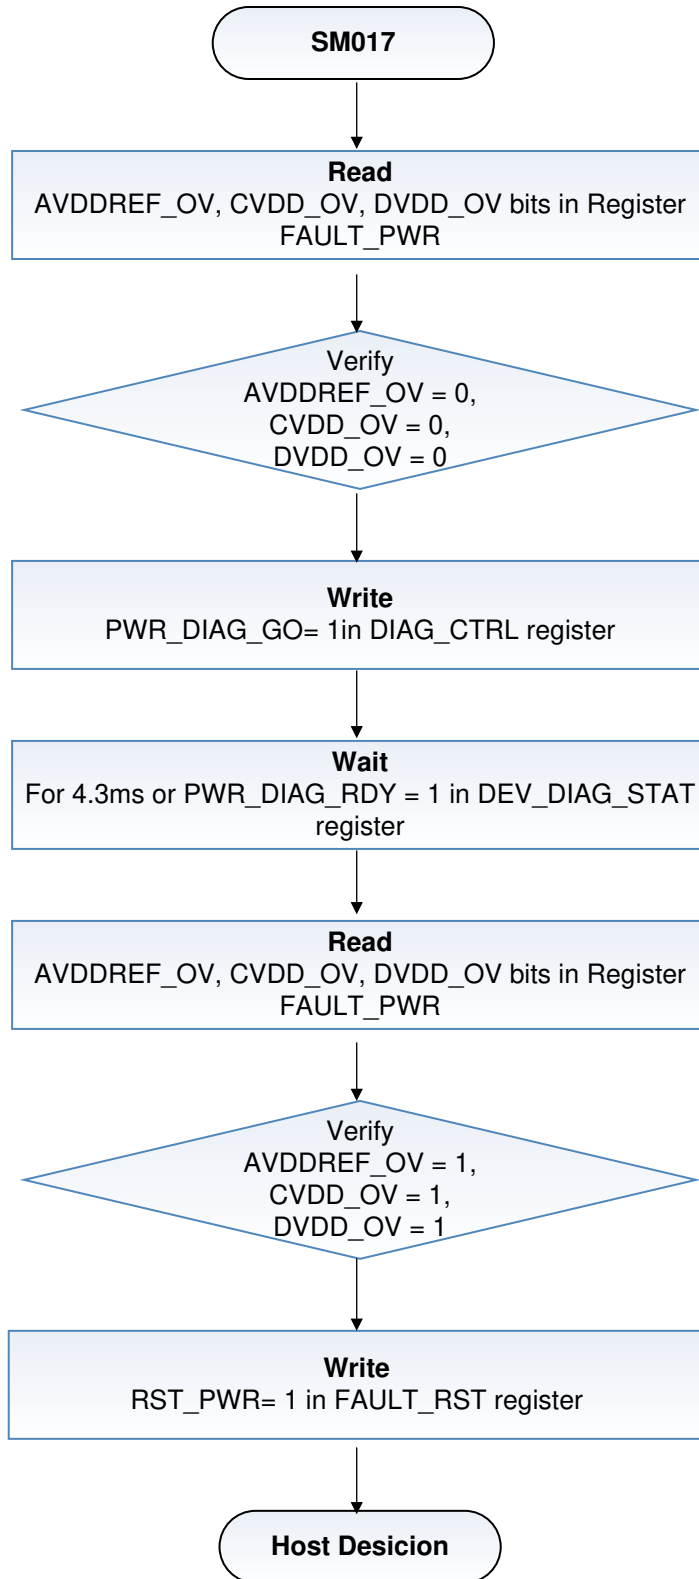 SM017
Read
AVDDREF_OV, CVDD_OV, DVDD_OV bits in Register
FAULT_PWR
Verify
AVDDREF_OV = 0,
CVDD_OV = 0,
DVDD_OV = 0
Write
PWR_DIAG_GO= 1in DIAG_CTRL register
Wait
For 4.3ms or PWR_DIAG_RDY = 1 in DEV_DIAG_STAT
register
Read
AVDDREF_OV, CVDD_OV, DVDD_OV bits in Register
FAULT_PWR
Verify
AVDDREF_OV = 1,
CVDD_OV = 1,
DVDD_OV = 1
Write
RST_PWR= 1 in FAULT_RST register
Host Desicion